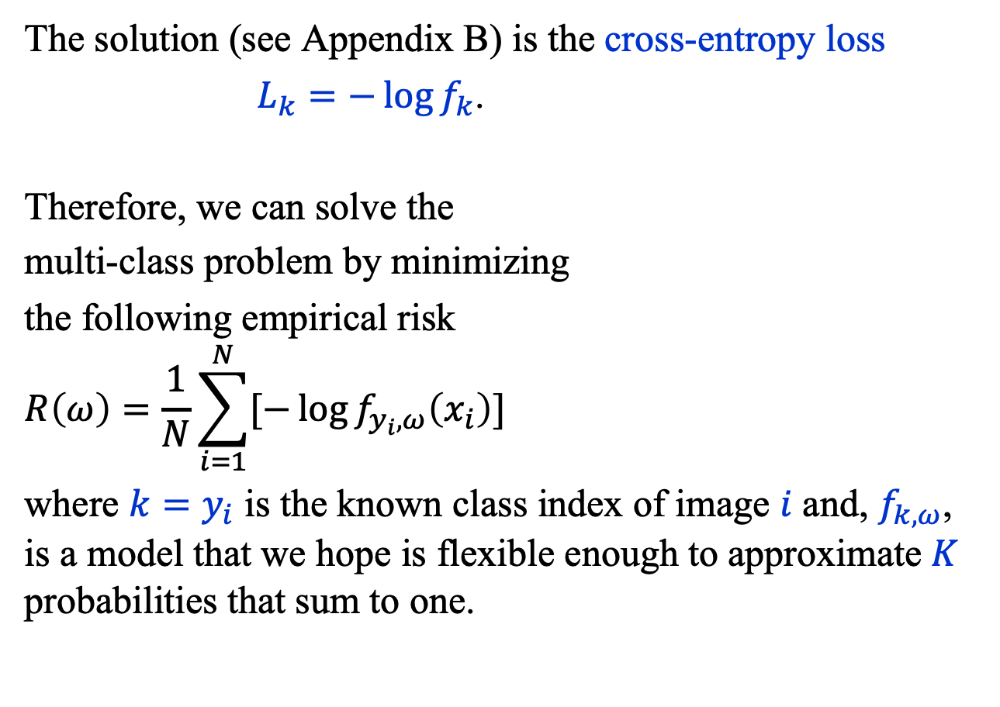 The solution (see Appendix B) is the cross-entropy loss
L_k = − log f_k.
Therefore, we can solve the
multi-class problem by minimizing
the following empirical risk
R(ω) = \frac{1}{N} \sum_{i=1}^{N} [− log f_{y_i,ω}(x_i)]
where k = y_i is the known class index of image i and, f_{k,ω},
is a model that we hope is flexible enough to approximate K
probabilities that sum to one.